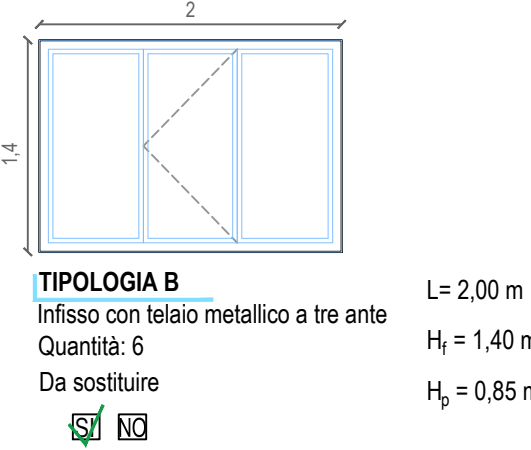 2
1,4
TIPOLOGIA B
Infisso con telaio metallico a tre ante
Quantità: 6
Da sostituire
SI NO
L= 2,00 m
Hf = 1,40 m
Hp = 0,85 m